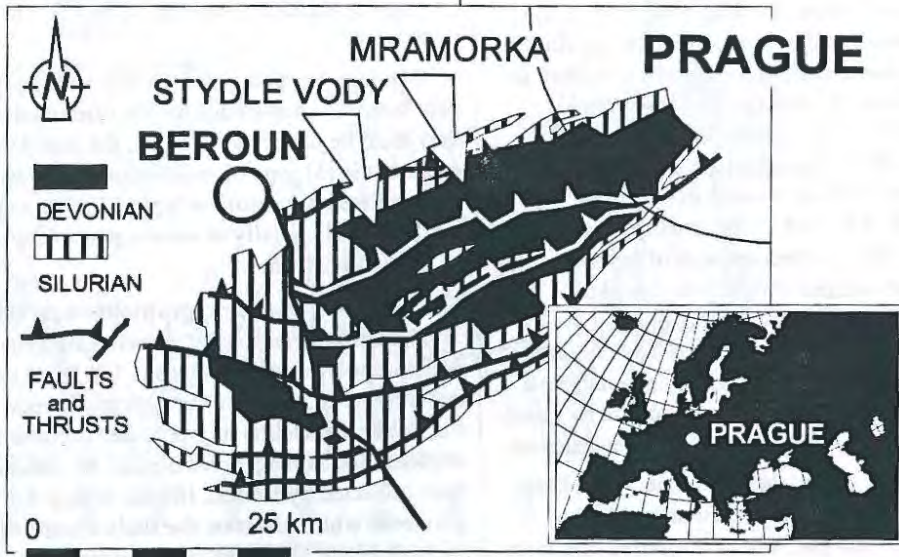 MRAMORKA
PRAGUE
STYDLE VODY
BEROUN
N
DEVONIAN
SILURIAN
FAULTS
and
THRUSTS
0 25 km
PRAGUE